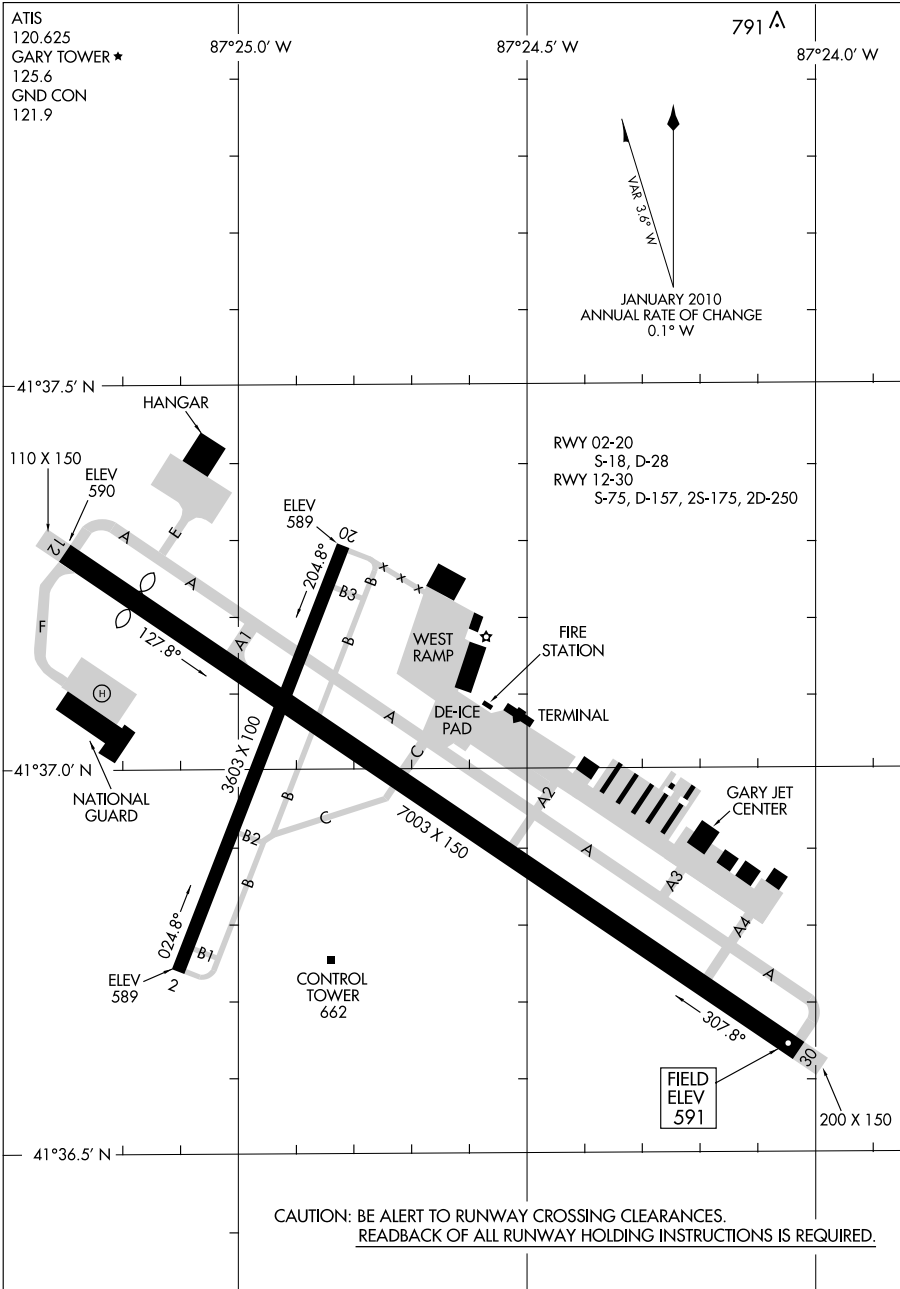 ATIS
120.625
GARY TOWER ★
125.6
GND CON
121.9
87°25.0' W
87°24.5' W
791
87°24.0' W
VAR 3.6° W
JANUARY 2010
ANNUAL RATE OF CHANGE
0.1° W
41°37.5' N
HANGAR
110 X 150
ELEV
590
RWY 02-20
S-18, D-28
RWY 12-30
S-75, D-157, 2S-175, 2D-250
ELEV
589
20
12
A
E
A
204.8°
B
x x x
B3
F
A1
B
127.8°
WEST
RAMP
FIRE
STATION
H
A
DE-ICE
PAD
TERMINAL
C
3603 X 100
41°37.0' N
NATIONAL
GUARD
B
A2
GARY JET
CENTER
C
7003 X 150
B2
A
B
A3
024.8°
A4
B1
A
ELEV
589
2
CONTROL
TOWER
662
307.8°
30
FIELD
ELEV
591
200 X 150
41°36.5' N
CAUTION: BE ALERT TO RUNWAY CROSSING CLEARANCES.
READBACK OF ALL RUNWAY HOLDING INSTRUCTIONS IS REQUIRED.